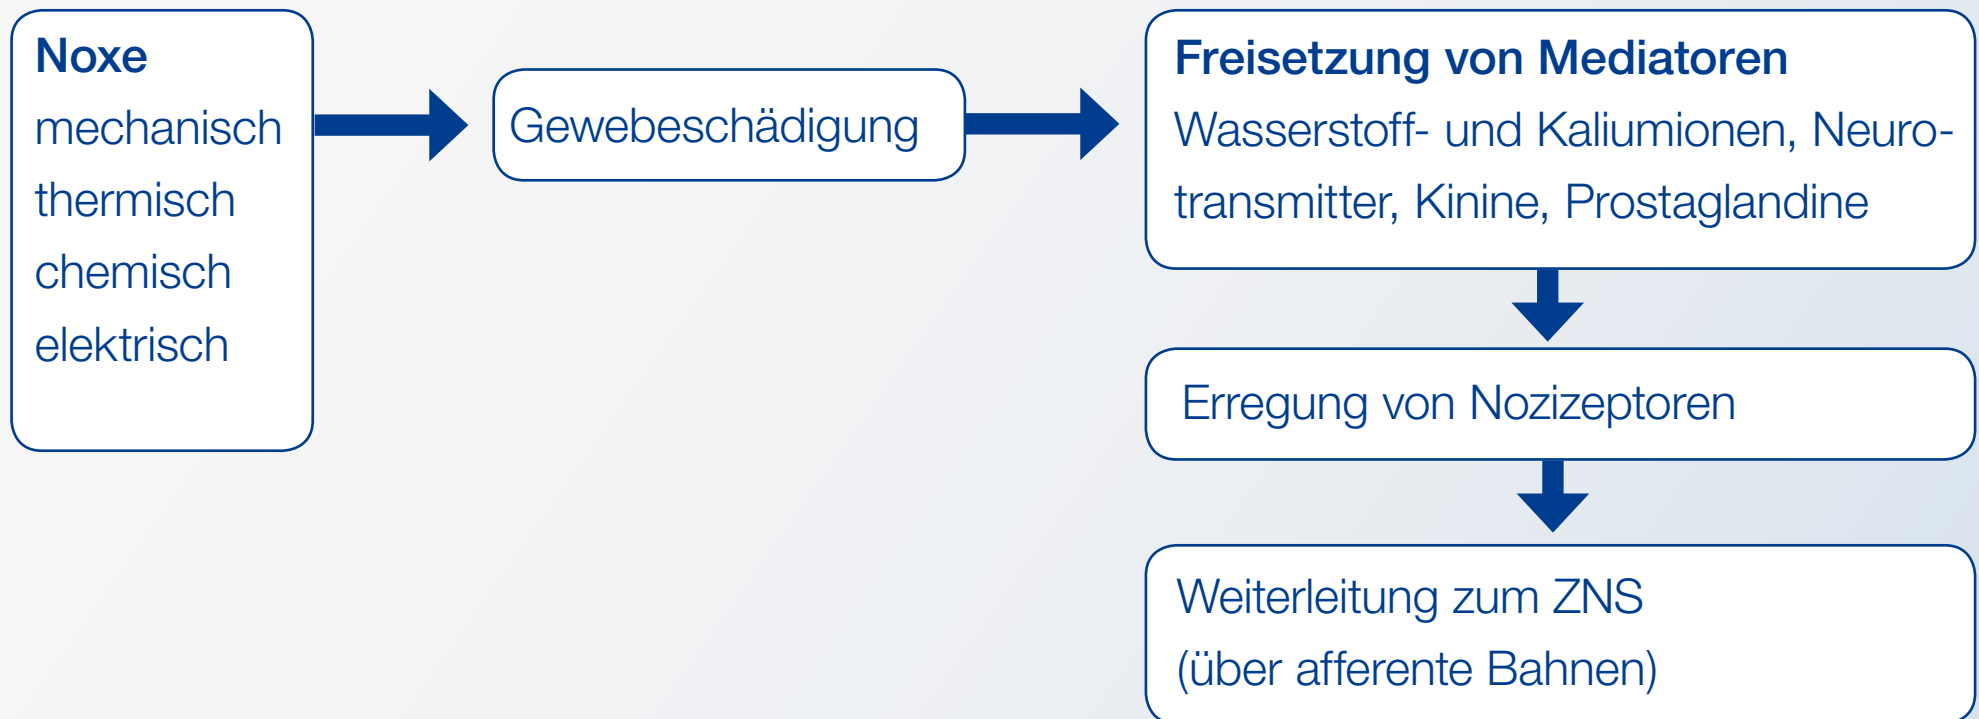 Noxe
mechanisch
thermisch
chemisch
elektrisch
Gewebeschädigung
Freisetzung von Mediatoren
Wasserstoff- und Kaliumionen, Neuro-
transmitter, Kinine, Prostaglandine
Erregung von Nozizeptoren
Weiterleitung zum ZNS
(über afferente Bahnen)